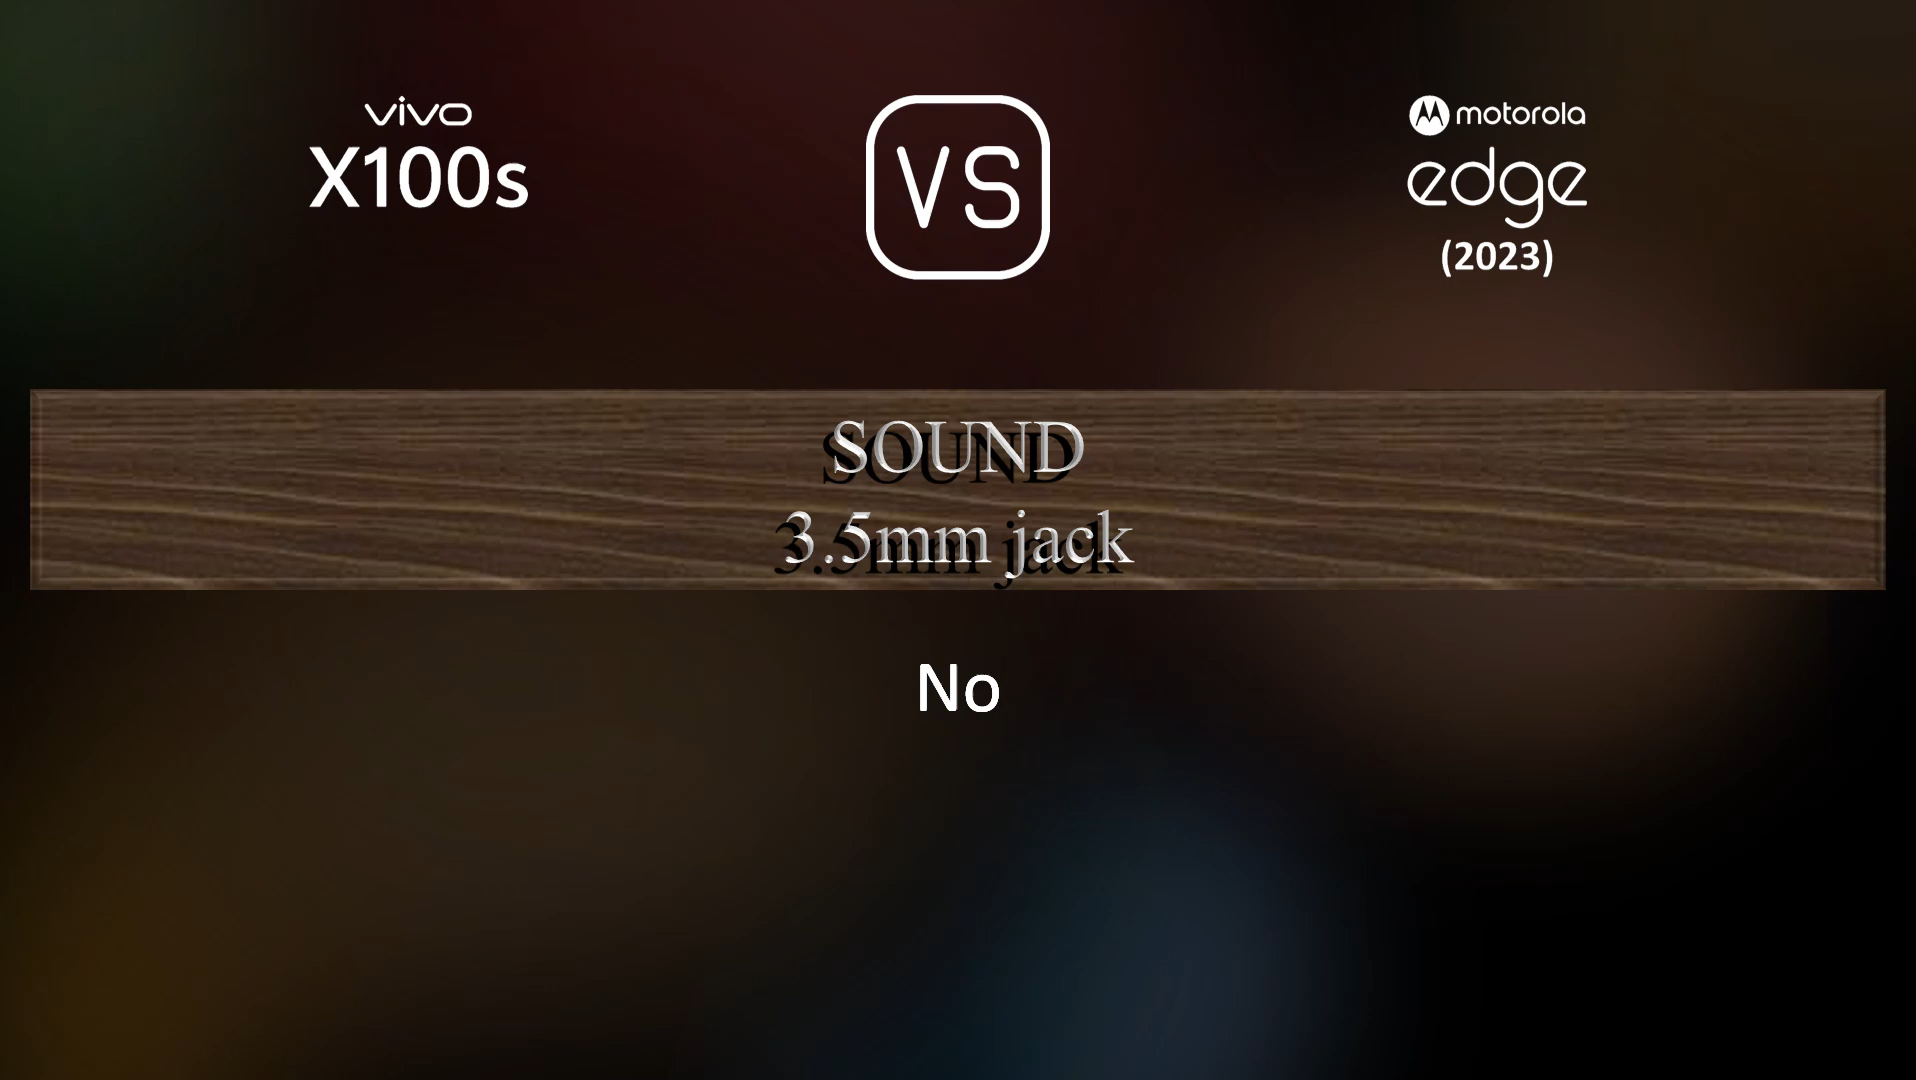 vivo
X100s
VS
motorola
edge
(2023)
SOUND
3.5mm jack
No